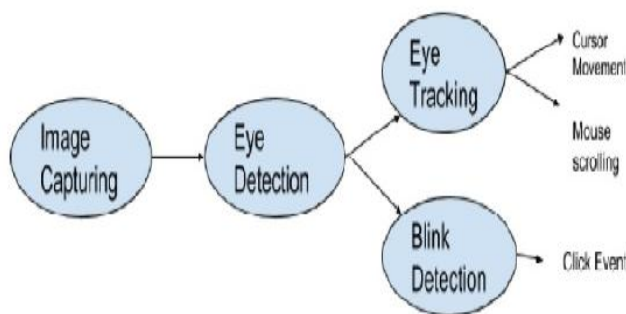 Image
Capturing
Eye
Detection
Eye
Tracking
Cursor
Movement
Mouse
scrolling
Blink
Detection
Click Event